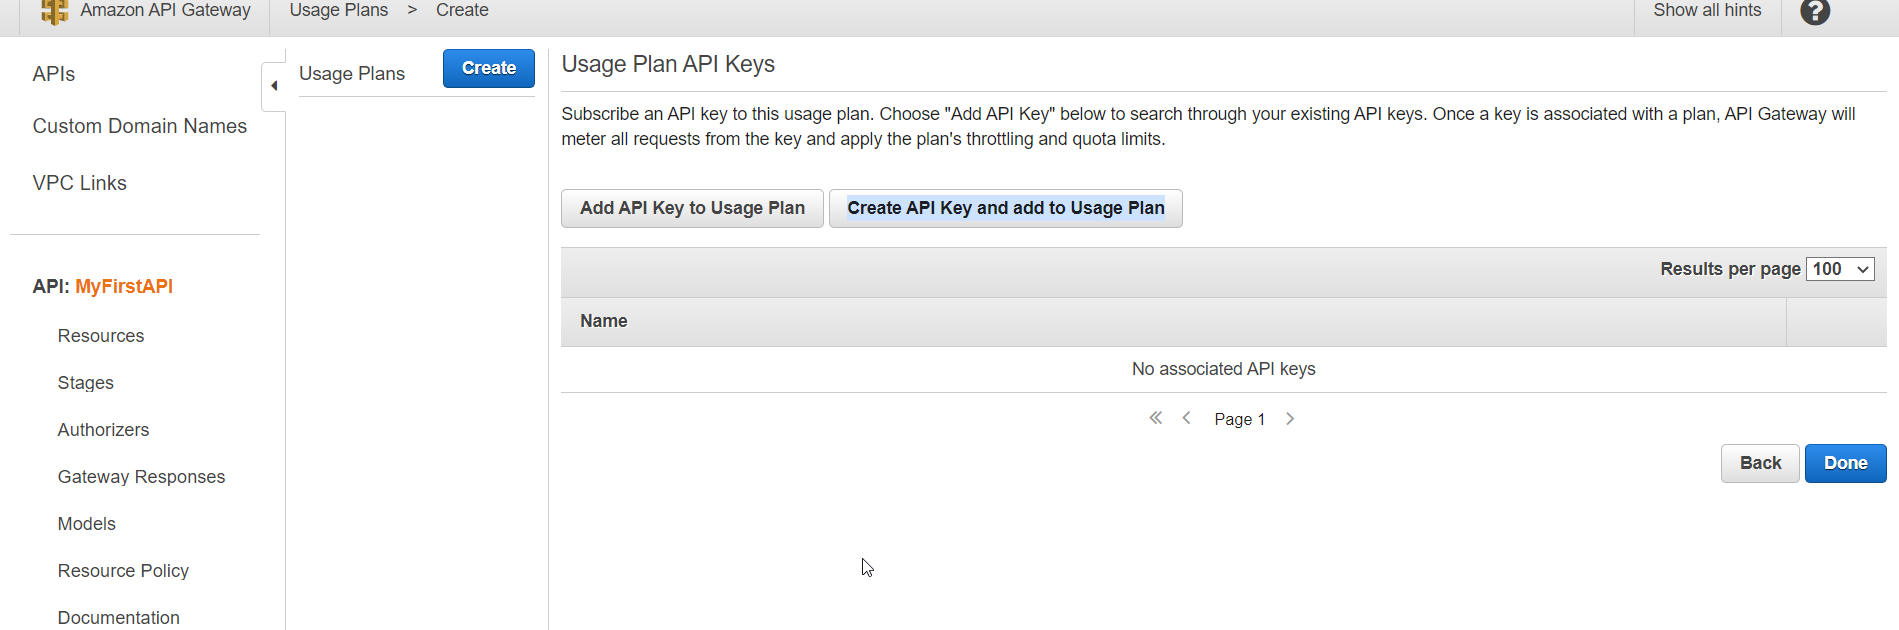 Amazon API Gateway
Usage Plans > Create
Show all hints
?
APIs
Custom Domain Names
VPC Links
API: MyFirstAPI
Resources
Stages
Authorizers
Gateway Responses
Models
Resource Policy
Documentation
Usage Plans
Create
Usage Plan API Keys
Subscribe an API key to this usage plan. Choose "Add API Key" below to search through your existing API keys. Once a key is associated with a plan, API Gateway will
meter all requests from the key and apply the plan's throttling and quota limits.
Add API Key to Usage Plan
Create API Key and add to Usage Plan
Results per page 100
Name
No associated API keys
« < Page 1 >
Back
Done